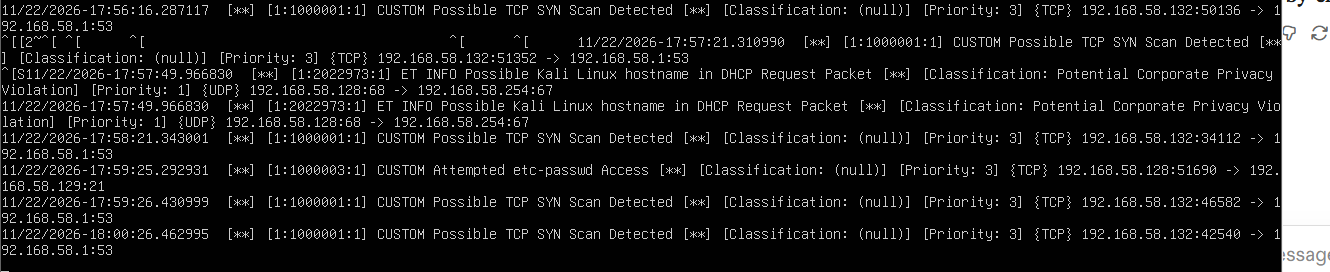 11/22/2026-17:56:16.287117  [**] [1:1000001:1] CUSTOM Possible TCP SYN Scan Detected [**] [Classification: (null)] [Priority: 3] {TCP} 192.168.58.132:50136 -> 1
92.168.58.1:53
^[[2~^[ ^[      ^[                                      ^[      ^[      11/22/2026-17:57:21.310990  [**] [1:1000001:1] CUSTOM Possible TCP SYN Scan Detected [**
] [Classification: (null)] [Priority: 3] {TCP} 192.168.58.132:51352 -> 192.168.58.1:53
^[S11/22/2026-17:57:49.966830  [**] [1:2022973:1] ET INFO Possible Kali Linux hostname in DHCP Request Packet [**] [Classification: Potential Corporate Privacy
Violation] [Priority: 1] {UDP} 192.168.58.128:68 -> 192.168.58.254:67
11/22/2026-17:57:49.966830  [**] [1:2022973:1] ET INFO Possible Kali Linux hostname in DHCP Request Packet [**] [Classification: Potential Corporate Privacy Vio
lation] [Priority: 1] {UDP} 192.168.58.128:68 -> 192.168.58.254:67
11/22/2026-17:58:21.343001  [**] [1:1000001:1] CUSTOM Possible TCP SYN Scan Detected [**] [Classification: (null)] [Priority: 3] {TCP} 192.168.58.132:34112 -> 1
92.168.58.1:53
11/22/2026-17:59:25.292931  [**] [1:1000003:1] CUSTOM Attempted etc-passwd Access [**] [Classification: (null)] [Priority: 3] {TCP} 192.168.58.128:51690 -> 192.
168.58.129:21
11/22/2026-17:59:26.430999  [**] [1:1000001:1] CUSTOM Possible TCP SYN Scan Detected [**] [Classification: (null)] [Priority: 3] {TCP} 192.168.58.132:46582 -> 1
92.168.58.1:53
11/22/2026-18:00:26.462995  [**] [1:1000001:1] CUSTOM Possible TCP SYN Scan Detected [**] [Classification: (null)] [Priority: 3] {TCP} 192.168.58.132:42540 -> 1
92.168.58.1:53